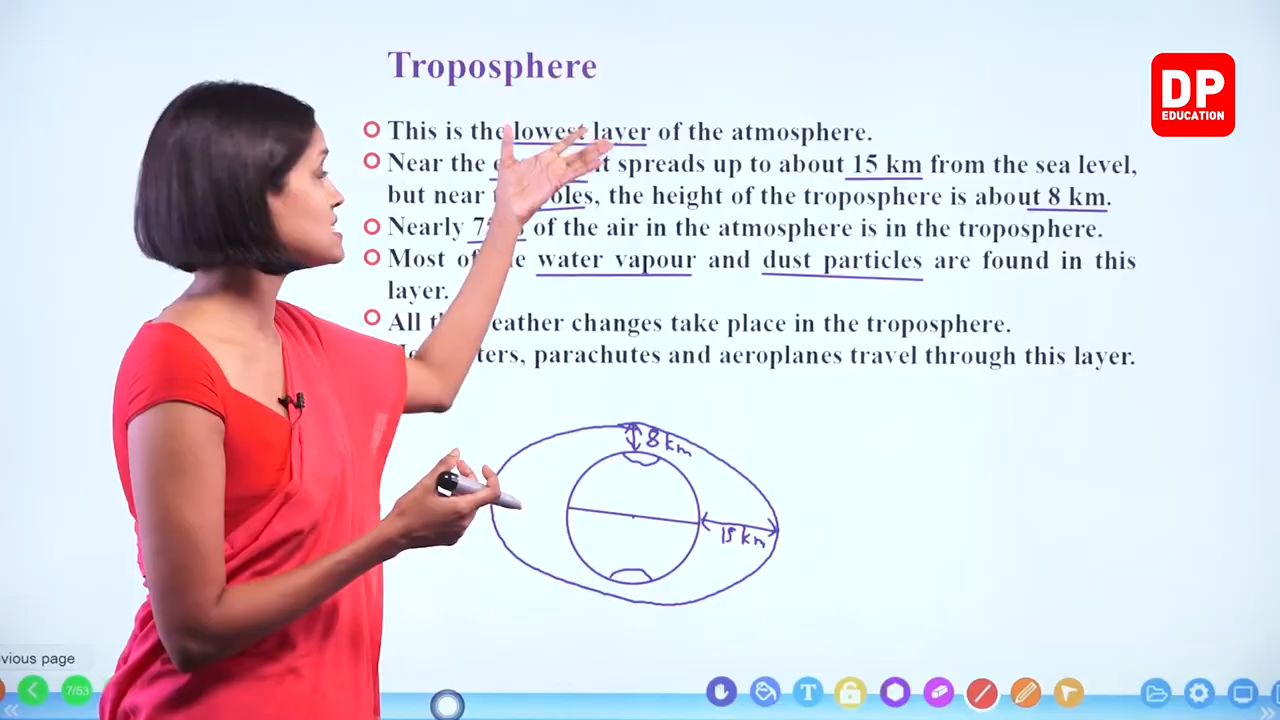 Troposphere
DP
EDUCATION
This is the lowest layer of the atmosphere.
Near the spreads up to about 15 km from the sea level,
but near poles, the height of the troposphere is about 8 km.
Nearly of the air in the atmosphere is in the troposphere.
Most of water vapour and dust particles are found in this
layer.
All weather changes take place in the troposphere.
parachutes and aeroplanes travel through this layer.
8 km
15 km
vious page
7/53
T